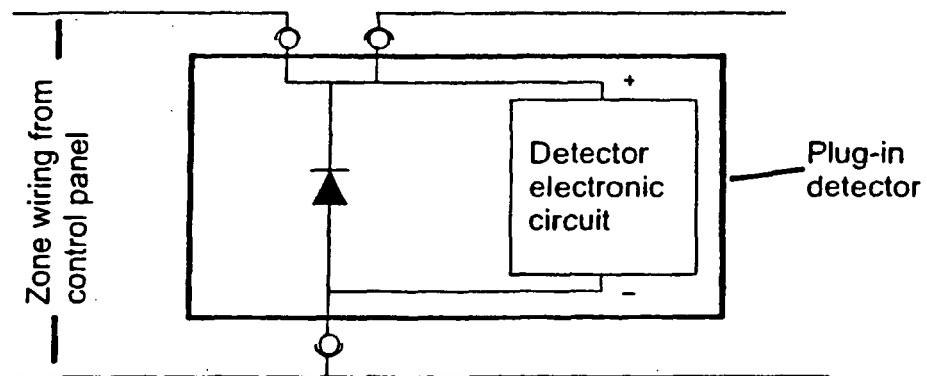 Zone wiring from
control panel
+
Detector
electronic
circuit
–
Plug-in
detector